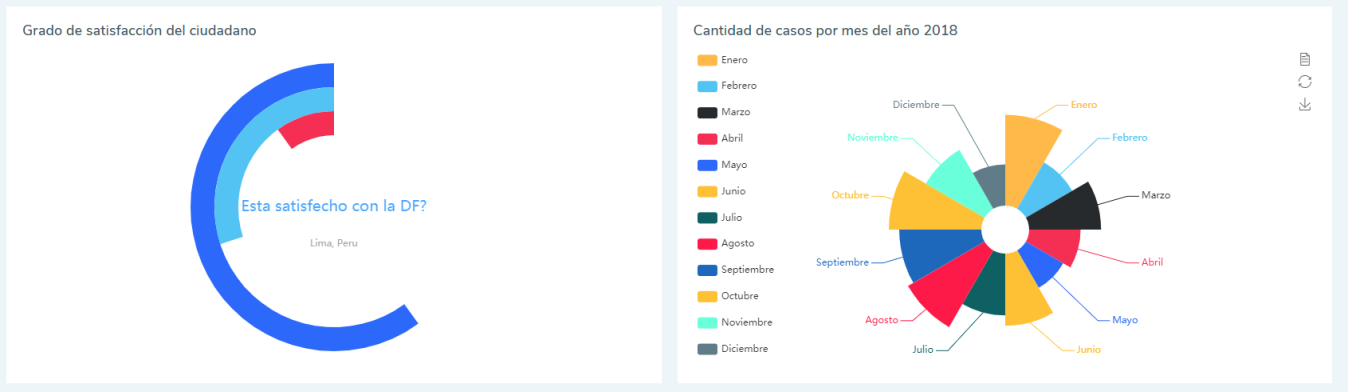 Grado de satisfacción del ciudadano
Esta satisfecho con la DF?
Lima, Peru
Cantidad de casos por mes del año 2018
Enero
Febrero
Marzo
Abril
Mayo
Junio
Julio
Agosto
Septiembre
Octubre
Noviembre
Diciembre
Diciembre
Enero
Noviembre
Febrero
Octubre
Marzo
Septiembre
Abril
Agosto
Mayo
Julio
Junio